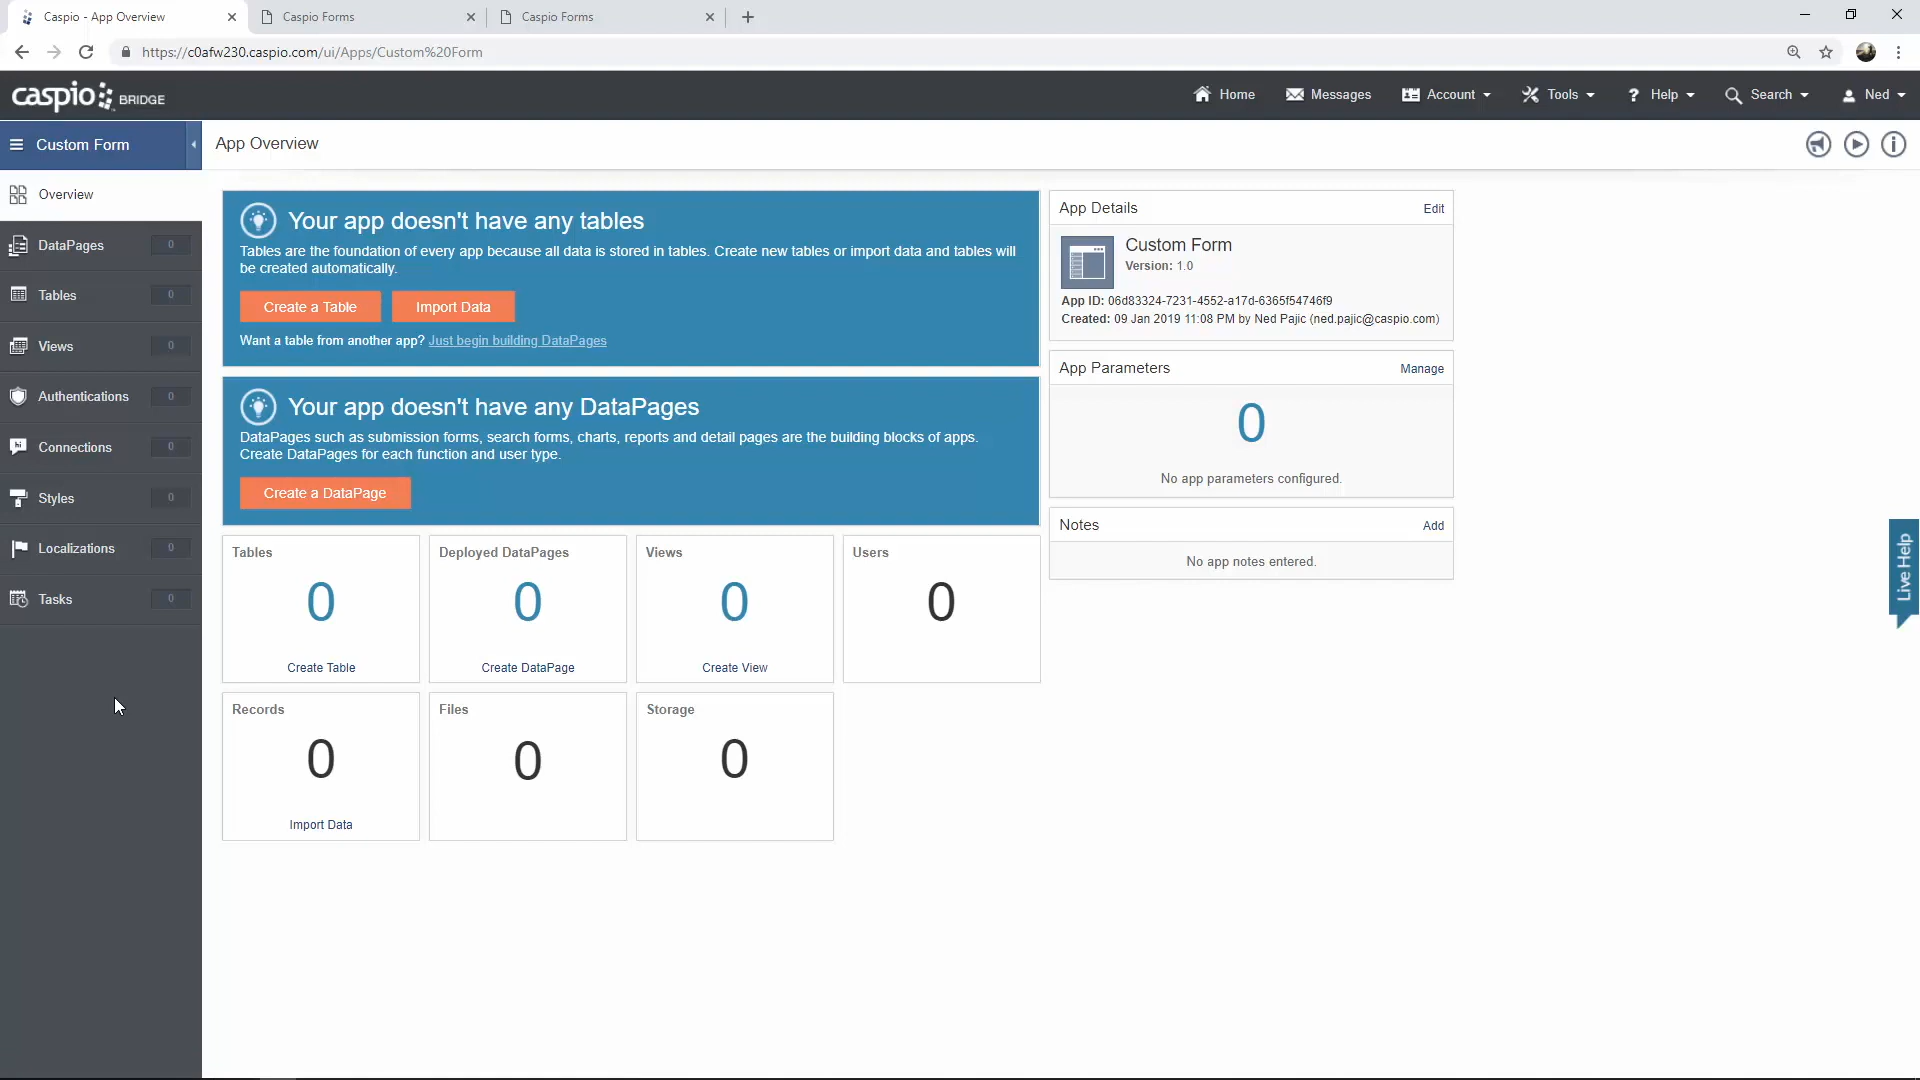 Caspio - App Overview
Caspio Forms
Caspio Forms
https://c0afw230.caspio.com/ui/Apps/Custom%20Form
caspio BRIDGE
Home
Messages
Account
Tools
? Help
Search
Ned
Custom Form
App Overview
Overview
DataPages 0
Tables 0
Views 0
Authentications 0
Connections 0
Styles 0
Localizations 0
Tasks 0
Your app doesn't have any tables
Tables are the foundation of every app because all data is stored in tables. Create new tables or import data and tables will
be created automatically.
Create a Table
Import Data
Want a table from another app? Just begin building DataPages
Your app doesn't have any DataPages
DataPages such as submission forms, search forms, charts, reports and detail pages are the building blocks of apps.
Create DataPages for each function and user type.
Create a DataPage
Tables
0
Create Table
Deployed DataPages
0
Create DataPage
Views
0
Create View
Users
0
Records
0
Import Data
Files
0
Storage
0
App Details
Edit
Custom Form
Version: 1.0
App ID: 06d83324-7231-4552-a17d-6365f54746f9
Created: 09 Jan 2019 11:08 PM by Ned Pajic (ned.pajic@caspio.com)
App Parameters
Manage
0
No app parameters configured.
Notes
Add
No app notes entered.
Live Help